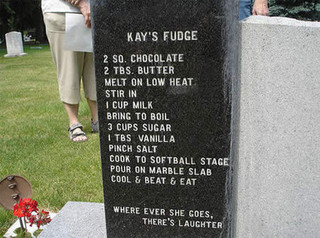 KAY'S FUDGE
2 SQ. CHOCOLATE
2 TBS. BUTTER
MELT ON LOW HEAT
STIR IN
1 CUP MILK
BRING TO BOIL
3 CUPS SUGAR
1 TBS VANILLA
PINCH SALT
COOK TO SOFTBALL STAGE
POUR ON MARBLE SLAB
COOL & BEAT & EAT
WHERE EVER SHE GOES,
THERE'S LAUGHTER